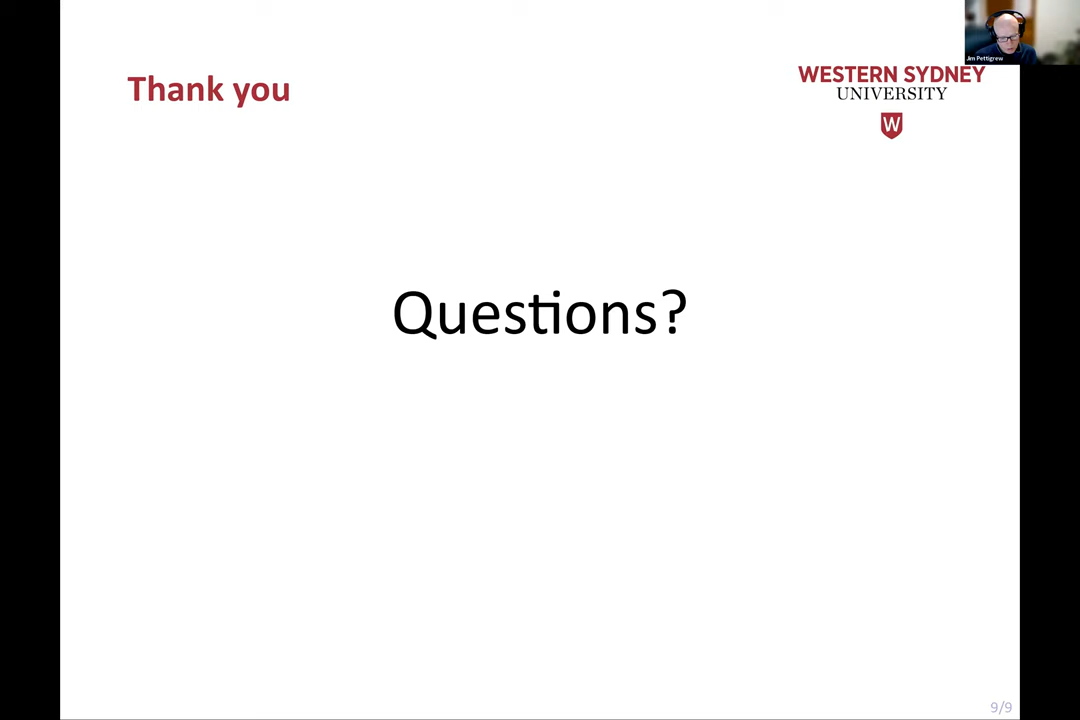 Jim Pettigrew
Thank you
WESTERN SYDNEY
UNIVERSITY
W
Questions?
9/9